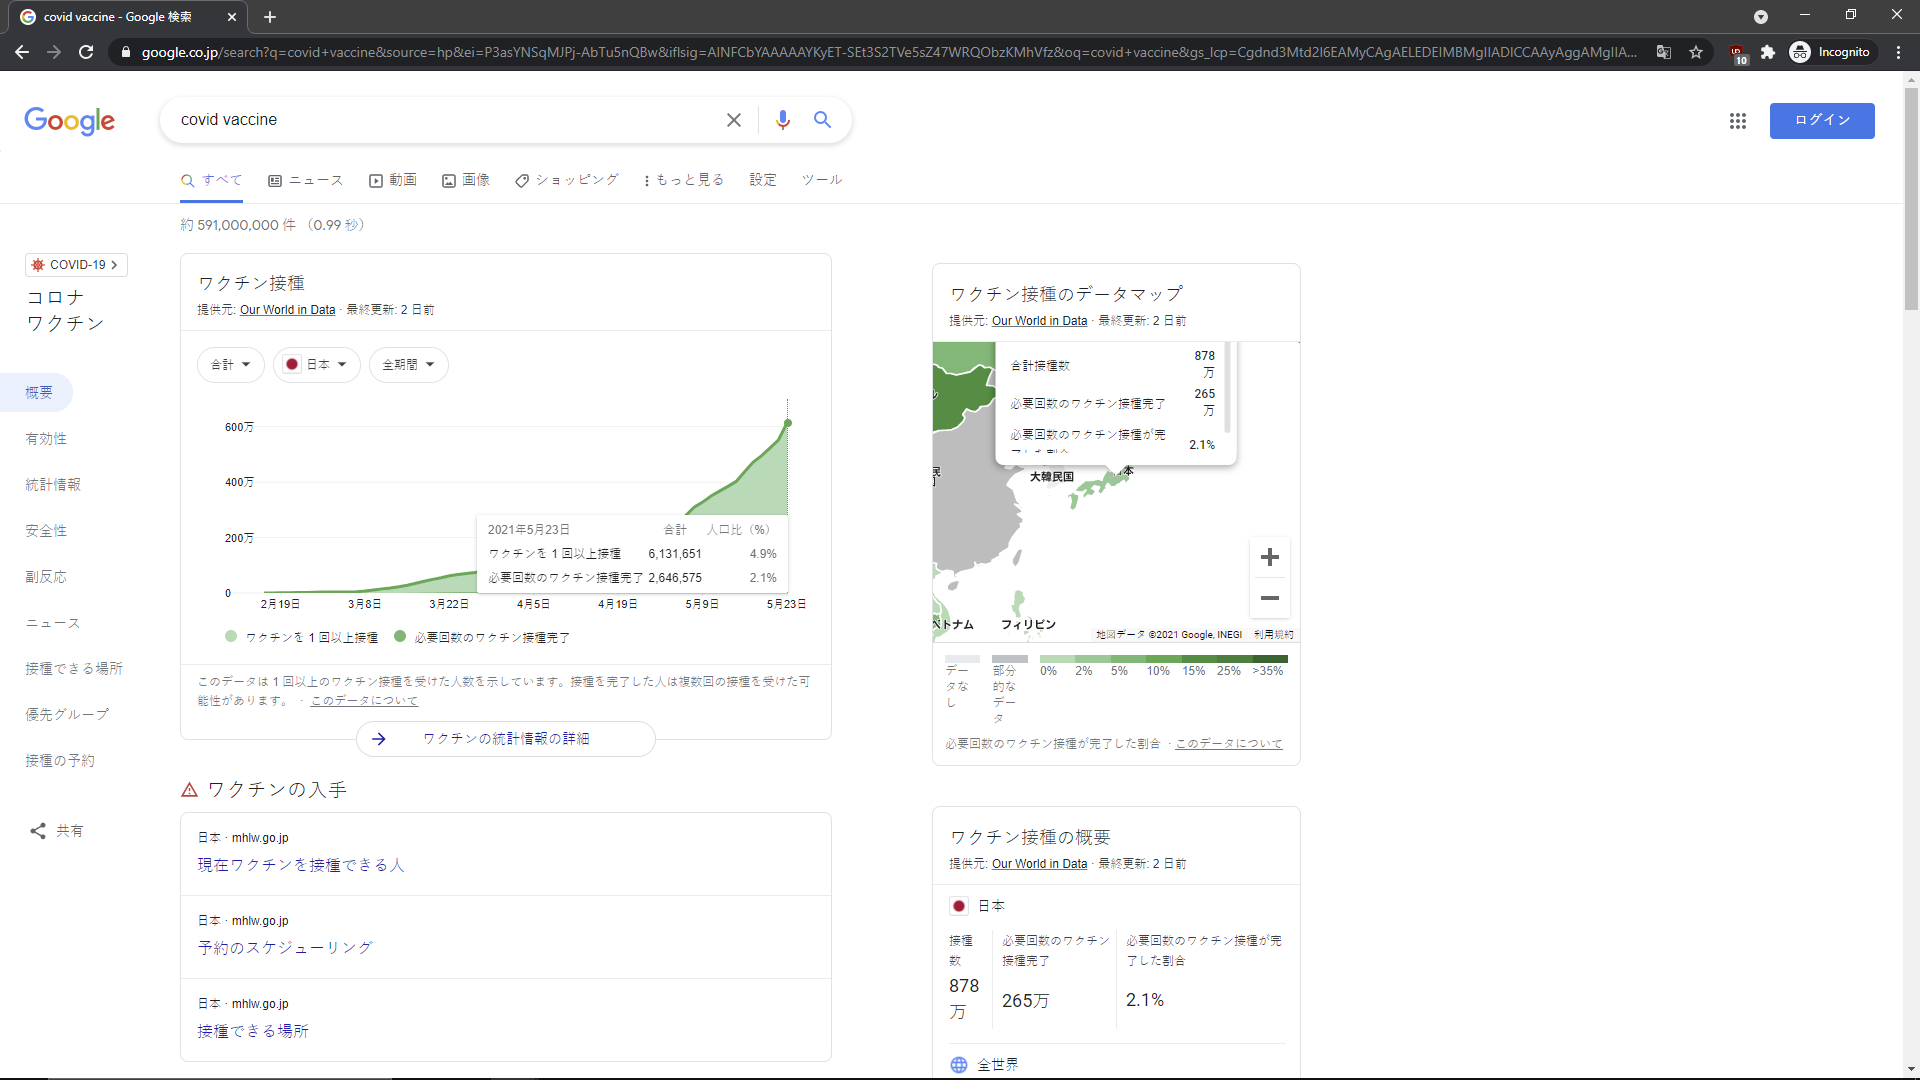 covid vaccine - Google 検索
google.co.jp/search?q=covid+vaccine&source=hp&ei=P3asYNSqMJPj-AbTu5nQBw&iflsig=AINFCbYAAAAAYKyET-SEt3S2TVe5sZ47WRQObzKMhVfz&oq=covid+vaccine&gs_lcp=Cgdnd3Mtd2l6EAMyCAgAELEDEIMBMgIIADICCAAyAggAMgIIA...
10
Incognito
Google
covid vaccine
ログイン
すべて ニュース 動画 画像 ショッピング もっと見る 設定 ツール
約 591,000,000 件 （0.99 秒）
COVID-19
コロナ
ワクチン
概要
有効性
統計情報
安全性
副反応
ニュース
接種できる場所
優先グループ
接種の予約
共有
ワクチン接種
提供元: Our World in Data · 最終更新: 2 日前
合計 日本 全期間
600万
400万
200万
0
2月19日 3月8日 3月22日 4月5日 4月19日 5月9日 5月23日
2021年5月23日 合計 人口比（%）
ワクチンを 1 回以上接種 6,131,651 4.9%
必要回数のワクチン接種完了 2,646,575 2.1%
ワクチンを 1 回以上接種 必要回数のワクチン接種完了
このデータは 1 回以上のワクチン接種を受けた人数を示しています。接種を完了した人は複数回の接種を受けた可
能性があります。 · このデータについて
ワクチンの統計情報の詳細
ワクチンの入手
日本 · mhlw.go.jp
現在ワクチンを接種できる人
日本 · mhlw.go.jp
予約のスケジューリング
日本 · mhlw.go.jp
接種できる場所
ワクチン接種のデータマップ
提供元: Our World in Data · 最終更新: 2 日前
合計接種数 878
万
必要回数のワクチン接種完了 265
万
必要回数のワクチン接種が完 2.1%
大韓民国
本
ベトナム
フィリピン
地図データ ©2021 Google, INEGI 利用規約
データなし
部分的なデータ
0% 2% 5% 10% 15% 25% >35%
必要回数のワクチン接種が完了した割合 · このデータについて
ワクチン接種の概要
提供元: Our World in Data · 最終更新: 2 日前
日本
接種
数
878
万
必要回数のワクチン
接種完了
265万
必要回数のワクチン接種が完
了した割合
2.1%
全世界